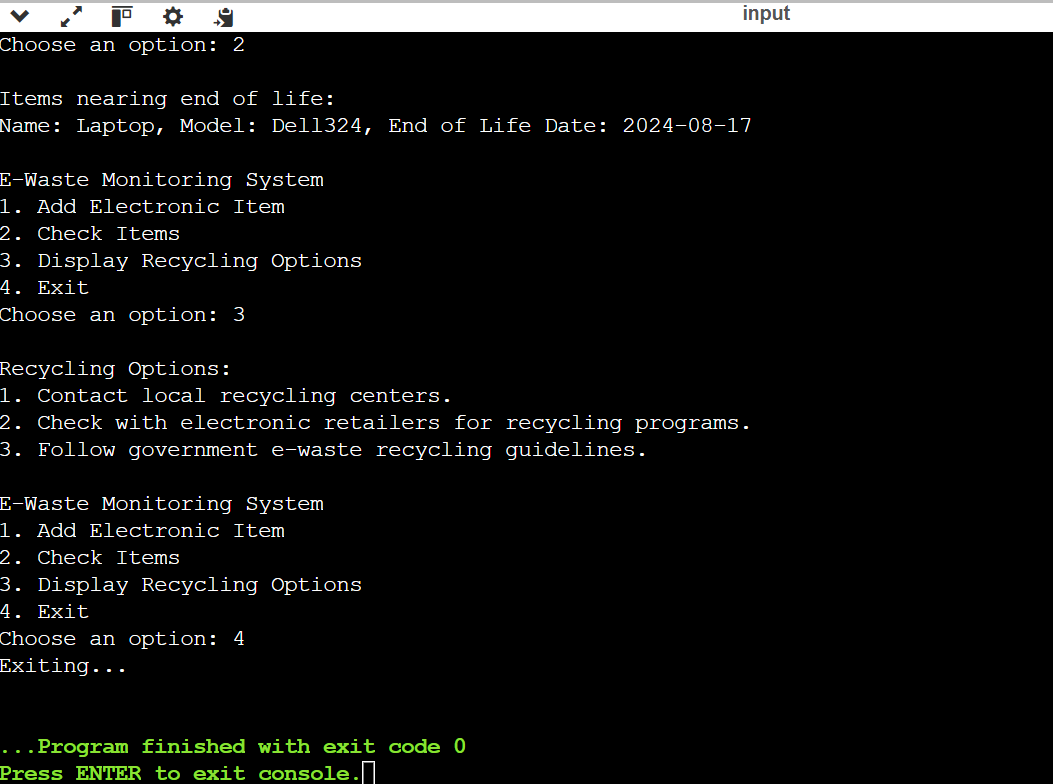 input
Choose an option: 2
Items nearing end of life:
Name: Laptop, Model: Dell324, End of Life Date: 2024-08-17
E-Waste Monitoring System
1. Add Electronic Item
2. Check Items
3. Display Recycling Options
4. Exit
Choose an option: 3
Recycling Options:
1. Contact local recycling centers.
2. Check with electronic retailers for recycling programs.
3. Follow government e-waste recycling guidelines.
E-Waste Monitoring System
1. Add Electronic Item
2. Check Items
3. Display Recycling Options
4. Exit
Choose an option: 4
Exiting...
...Program finished with exit code 0
Press ENTER to exit console.